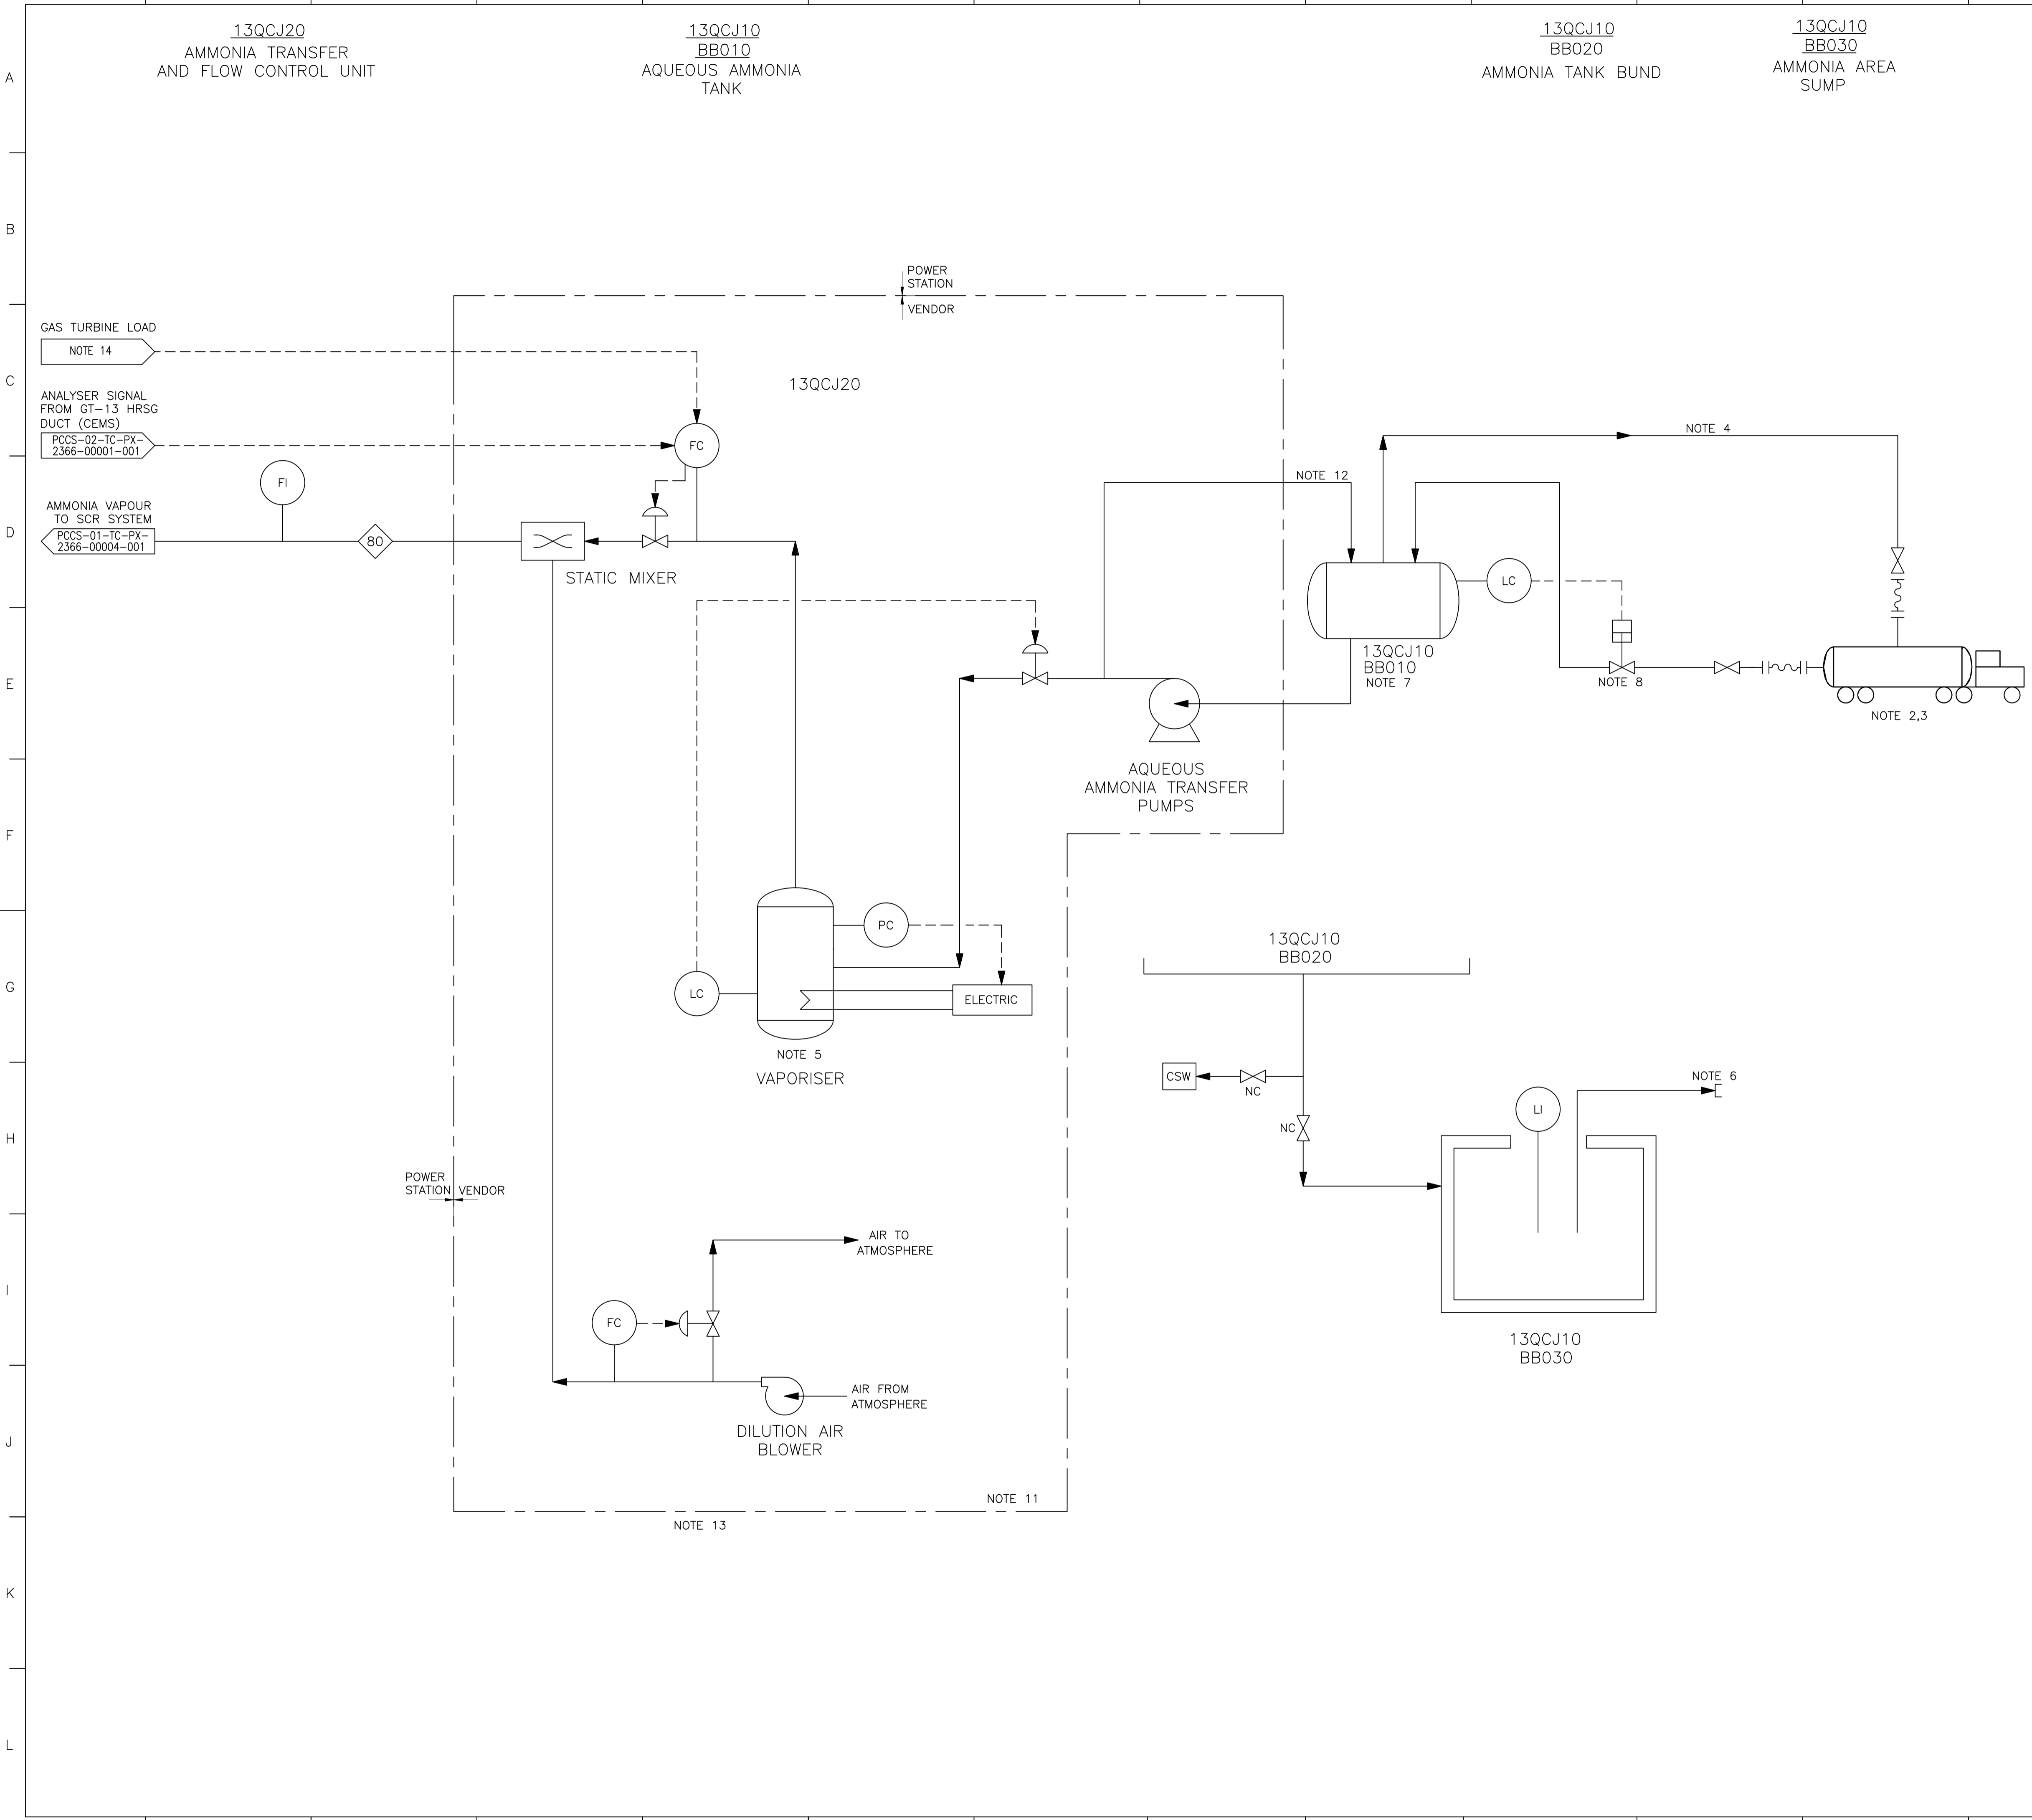 13QCJ20
AMMONIA TRANSFER
AND FLOW CONTROL UNIT
13QCJ10
BB010
AQUEOUS AMMONIA
TANK
13QCJ10
BB020
AMMONIA TANK BUND
13QCJ10
BB030
AMMONIA AREA
SUMP
A
B
C
D
E
F
G
H
I
J
K
L
POWER
STATION
VENDOR
GAS TURBINE LOAD
NOTE 14
13QCJ20
ANALYSER SIGNAL
FROM GT-13 HRSG
DUCT (CEMS)
PCCS-02-TC-PX-
2366-00001-001
FC
NOTE 4
FI
NOTE 12
AMMONIA VAPOUR
TO SCR SYSTEM
PCCS-01-TC-PX-
2366-00004-001
80
STATIC MIXER
LC
13QCJ10
BB010
NOTE 7
NOTE 8
NOTE 2,3
AQUEOUS
AMMONIA TRANSFER
PUMPS
PC
LC
ELECTRIC
NOTE 5
VAPORISER
13QCJ10
BB020
CSW
NC
NC
NOTE 6
LI
POWER
STATION VENDOR
AIR TO
ATMOSPHERE
FC
13QCJ10
BB030
AIR FROM
ATMOSPHERE
DILUTION AIR
BLOWER
NOTE 11
NOTE 13